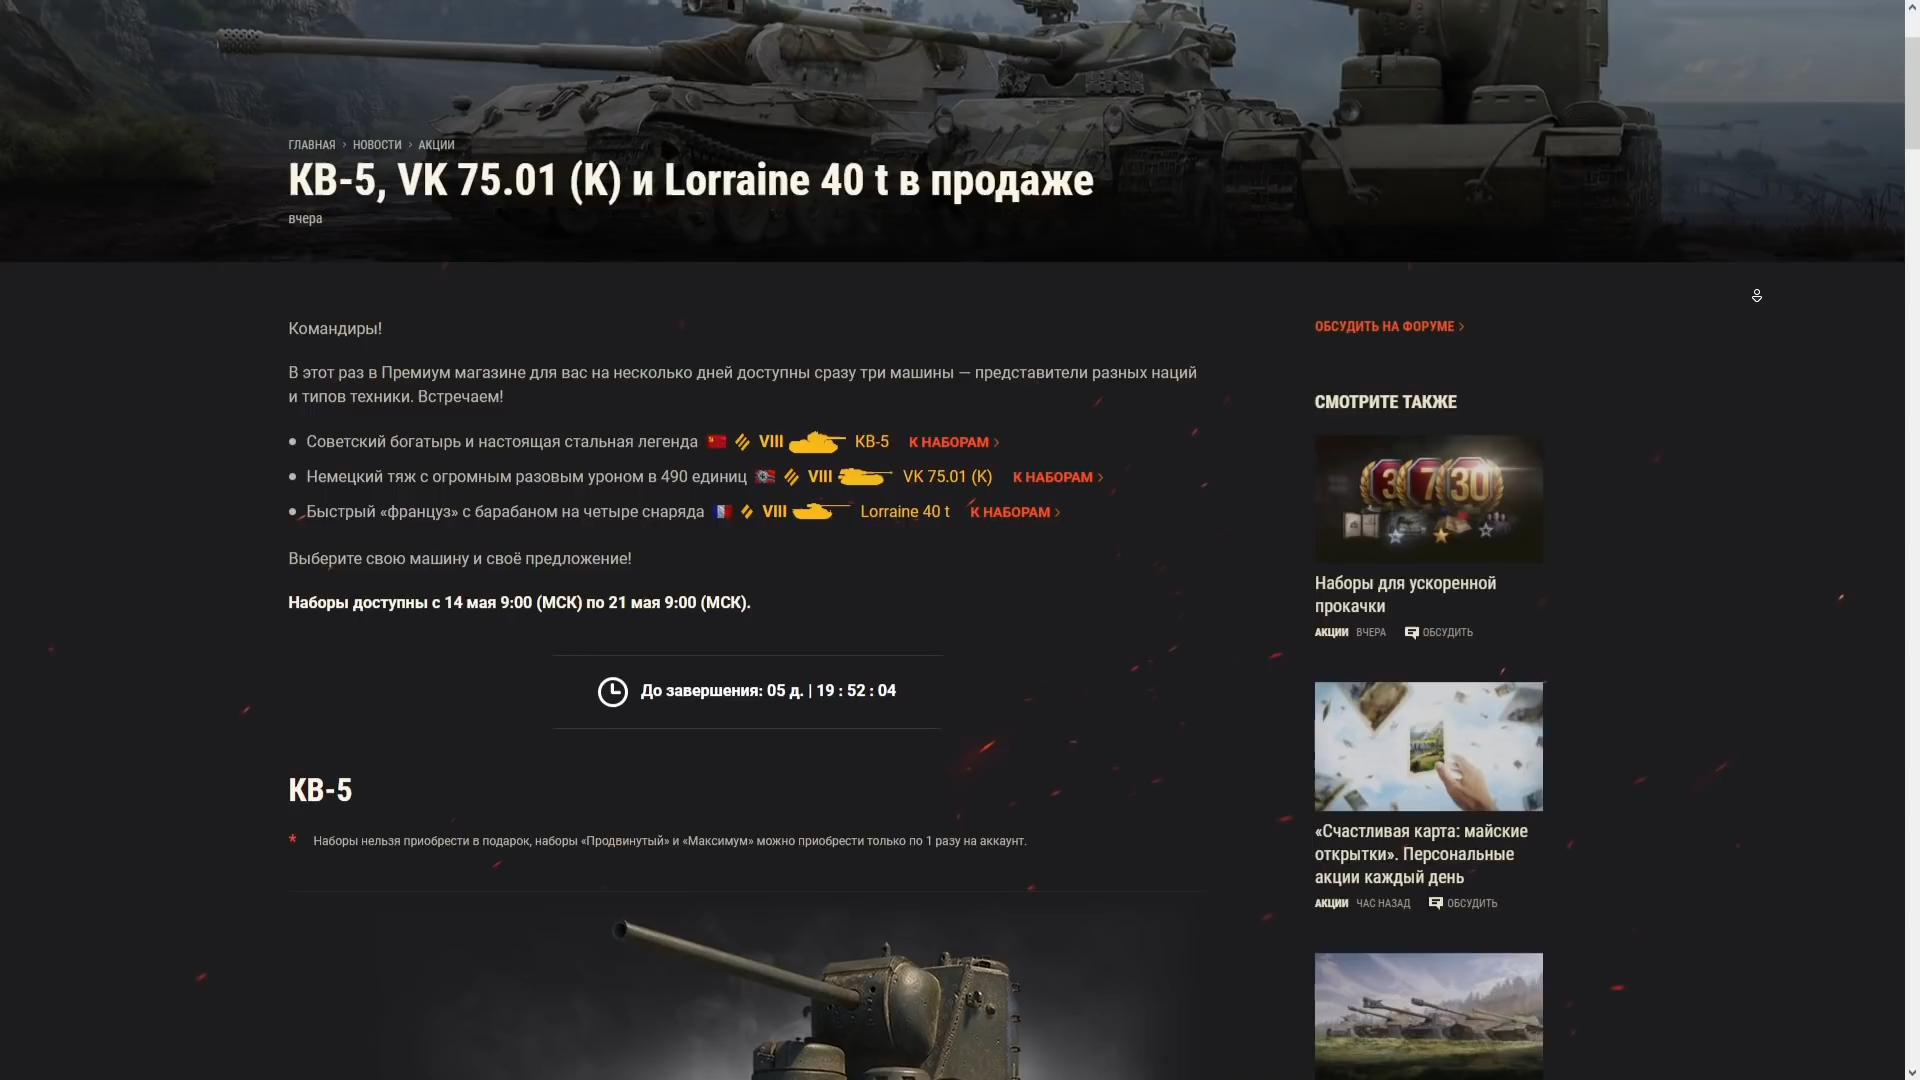 ГЛАВНАЯ › НОВОСТИ › АКЦИИ
КВ-5, VK 75.01 (K) и Lorraine 40 t в продаже
вчера
Командиры!
В этот раз в Премиум магазине для вас на несколько дней доступны сразу три машины — представители разных наций
и типов техники. Встречаем!
Советский богатырь и настоящая стальная легенда VIII КВ-5 К НАБОРАМ ›
Немецкий тяж с огромным разовым уроном в 490 единиц VIII VK 75.01 (K) К НАБОРАМ ›
Быстрый «француз» с барабаном на четыре снаряда VIII Lorraine 40 t К НАБОРАМ ›
Выберите свою машину и своё предложение!
Наборы доступны с 14 мая 9:00 (МСК) по 21 мая 9:00 (МСК).
До завершения: 05 д. | 19 : 52 : 04
КВ-5
* Наборы нельзя приобрести в подарок, наборы «Продвинутый» и «Максимум» можно приобрести только по 1 разу на аккаунт.
ОБСУДИТЬ НА ФОРУМЕ ›
СМОТРИТЕ ТАКЖЕ
3 7 30
Наборы для ускоренной
прокачки
АКЦИИ ВЧЕРА ОБСУДИТЬ
«Счастливая карта: майские
открытки». Персональные
акции каждый день
АКЦИИ ЧАС НАЗАД ОБСУДИТЬ